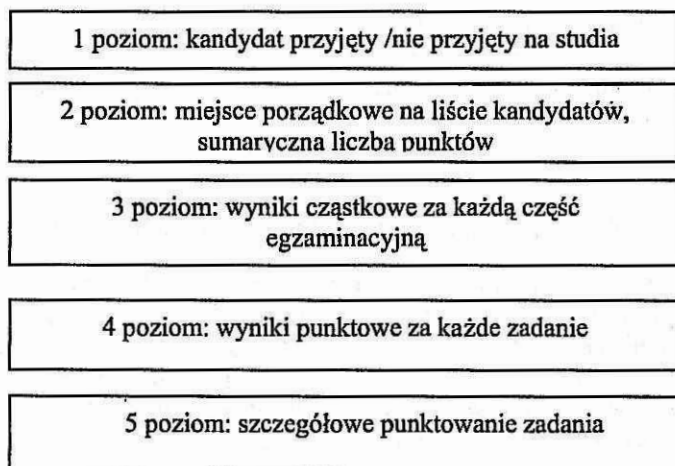 1 poziom: kandydat przyjęty /nie przyjęty na studia
2 poziom: miejsce porządkowe na liście kandydatów,
sumaryczna liczba punktów
3 poziom: wyniki cząstkowe za każdą część
egzaminacyjną
4 poziom: wyniki punktowe za każde zadanie
5 poziom: szczegółowe punktowanie zadania